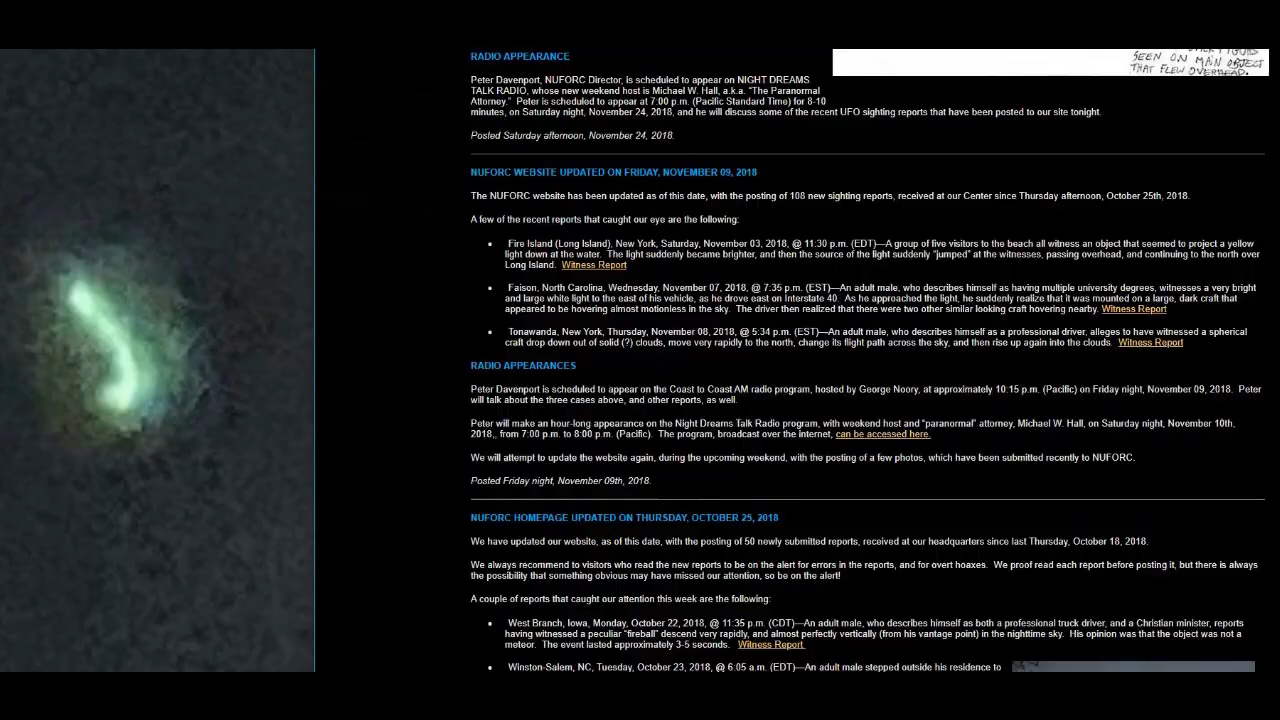 RADIO APPEARANCE
SEEN ON MAIN OBJECT
THAT FLEW OVERHEAD.
Peter Davenport, NUFORC Director, is scheduled to appear on NIGHT DREAMS
TALK RADIO, whose new weekend host is Michael W. Hall, a.k.a. "The Paranormal
Attorney."  Peter is scheduled to appear at 7:00 p.m. (Pacific Standard Time) for 8-10
minutes, on Saturday night, November 24, 2018, and he will discuss some of the recent UFO sighting reports that have been posted to our site tonight.
Posted Saturday afternoon, November 24, 2018.
NUFORC WEBSITE UPDATED ON FRIDAY, NOVEMBER 09, 2018
The NUFORC website has been updated as of this date, with the posting of 108 new sighting reports, received at our Center since Thursday afternoon, October 25th, 2018.
A few of the recent reports that caught our eye are the following:
• Fire Island (Long Island), New York, Saturday, November 03, 2018, @ 11:30 p.m. (EDT)—A group of five visitors to the beach all witness an object that seemed to project a yellow
light down at the water.  The light suddenly became brighter, and then the source of the light suddenly "jumped" at the witnesses, passing overhead, and continuing to the north over
Long Island.  Witness Report
• Faison, North Carolina, Wednesday, November 07, 2018, @ 7:35 p.m. (EST)—An adult male, who describes himself as having multiple university degrees, witnesses a very bright
and large white light to the east of his vehicle, as he drove east on Interstate 40.  As he approached the light, he suddenly realize that it was mounted on a large, dark craft that
appeared to be hovering almost motionless in the sky.  The driver then realized that there were two other similar looking craft hovering nearby. Witness Report
• Tonawanda, New York, Thursday, November 08, 2018, @ 5:34 p.m. (EST)—An adult male, who describes himself as a professional driver, alleges to have witnessed a spherical
craft drop down out of solid (?) clouds, move very rapidly to the north, change its flight path across the sky, and then rise up again into the clouds.  Witness Report
RADIO APPEARANCES
Peter Davenport is scheduled to appear on the Coast to Coast AM radio program, hosted by George Noory, at approximately 10:15 p.m. (Pacific) on Friday night, November 09, 2018.  Peter
will talk about the three cases above, and other reports, as well.
Peter will make an hour-long appearance on the Night Dreams Talk Radio program, with weekend host and "paranormal" attorney, Michael W. Hall, on Saturday night, November 10th,
2018,, from 7:00 p.m. to 8:00 p.m. (Pacific).  The program, broadcast over the internet, can be accessed here.
We will attempt to update the website again, during the upcoming weekend, with the posting of a few photos, which have been submitted recently to NUFORC.
Posted Friday night, November 09th, 2018.
NUFORC HOMEPAGE UPDATED ON THURSDAY, OCTOBER 25, 2018
We have updated our website, as of this date, with the posting of 50 newly submitted reports, received at our headquarters since last Thursday, October 18, 2018.
We always recommend to visitors who read the new reports to be on the alert for errors in the reports, and for overt hoaxes.  We proof read each report before posting it, but there is always
the possibility that something obvious may have missed our attention, so be on the alert!
A couple of reports that caught our attention this week are the following:
• West Branch, Iowa, Monday, October 22, 2018, @ 11:35 p.m. (CDT)—An adult male, who describes himself as both a professional truck driver, and a Christian minister, reports
having witnessed a peculiar "fireball" descend very rapidly, and almost perfectly vertically (from his vantage point) in the nighttime sky.  His opinion was that the object was not a
meteor.  The event lasted approximately 3-5 seconds.  Witness Report
• Winston-Salem, NC, Tuesday, October 23, 2018, @ 6:05 a.m. (EDT)—An adult male stepped outside his residence to